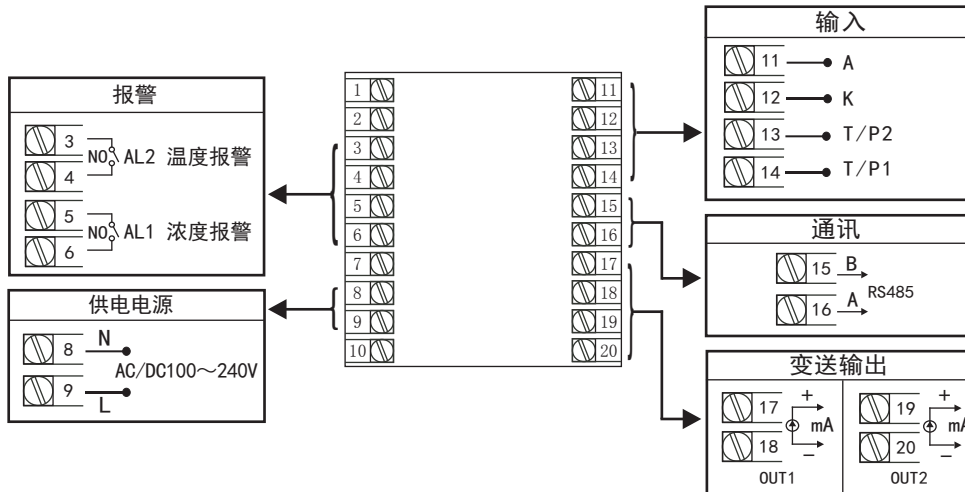 报警
3
NO AL2 温度报警
4
5
NO AL1 浓度报警
6
供电电源
8 N
AC/DC100～240V
9 L
1 11
2 12
3 13
4 14
5 15
6 16
7 17
8 18
9 19
10 20
输入
11 A
12 K
13 T/P2
14 T/P1
通讯
15 B
RS485
16 A
变送输出
17 + 19 +
mA mA
18 - 20 -
OUT1 OUT2